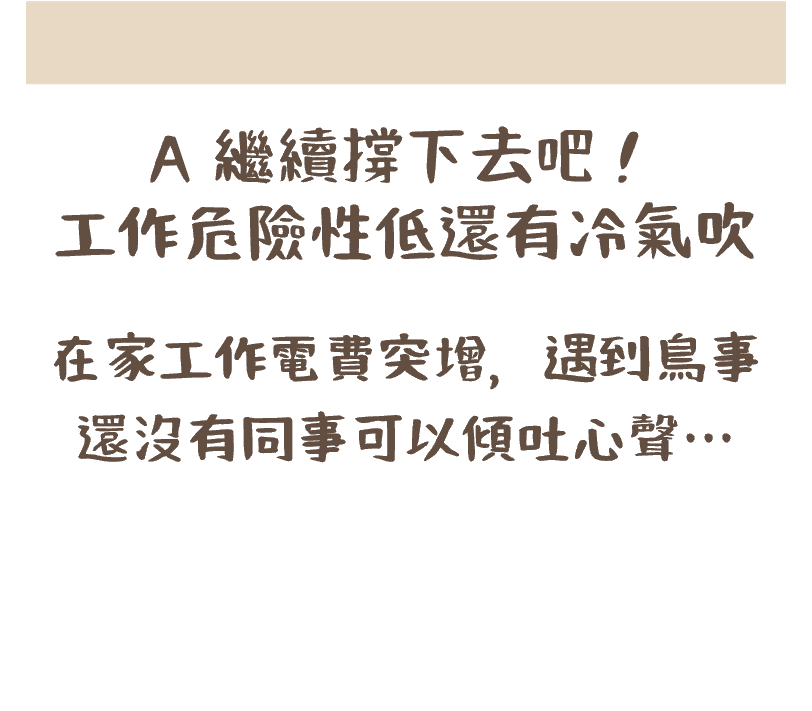 A 繼續撐下去吧！
工作危險性低還有冷氣吹
在家工作電費突增，遇到鳥事
還沒有同事可以傾吐心聲…